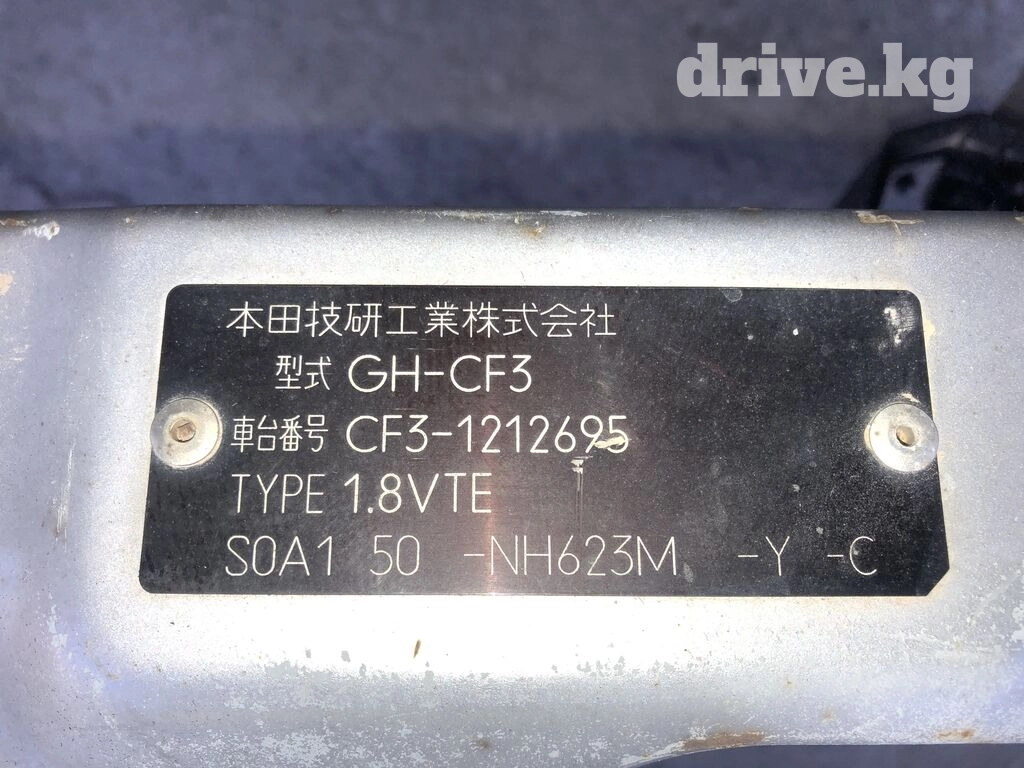 drive.kg
本田技研工業株式会社
型式 GH-CF3
車台番号 CF3-1212695
TYPE 1.8VTE
S0A1 50 -NH623M -Y -C